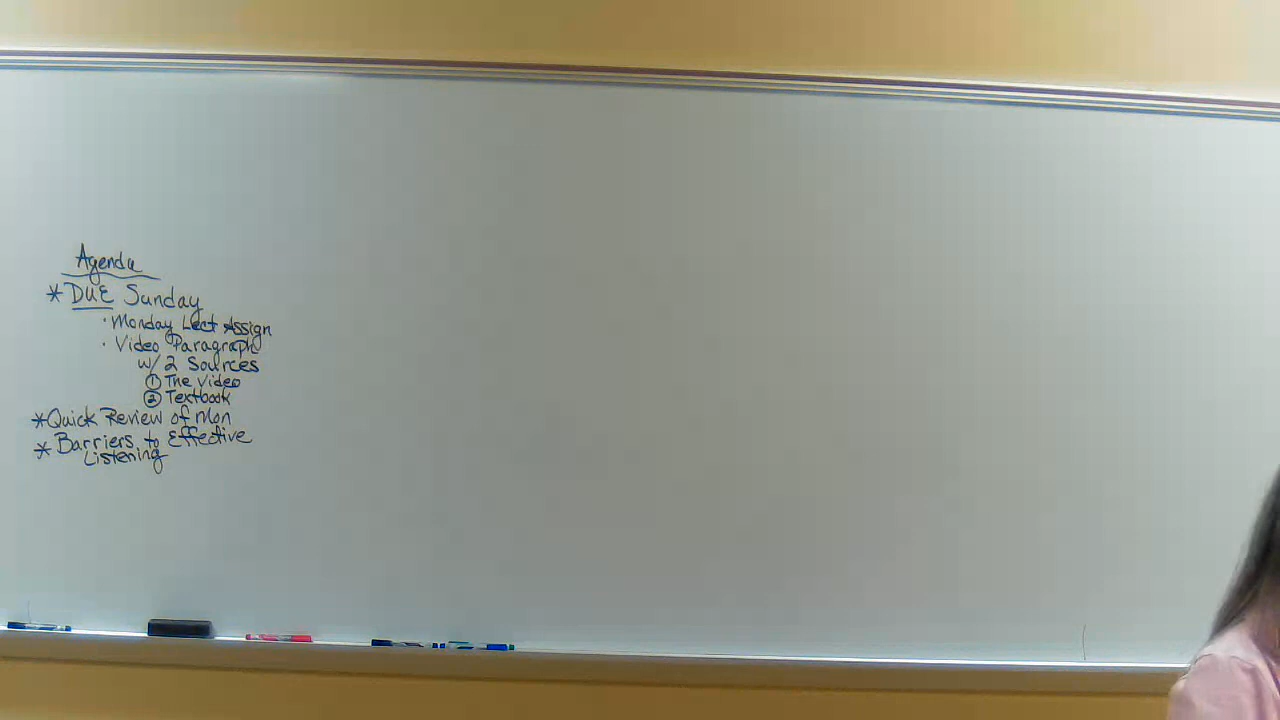 Agenda
* DUE Sunday
· Monday Lect Assign
· Video Paragraph
w/ 2 Sources
① The Video
② Textbook
* Quick Review of Mon
* Barriers to Effective
Listening